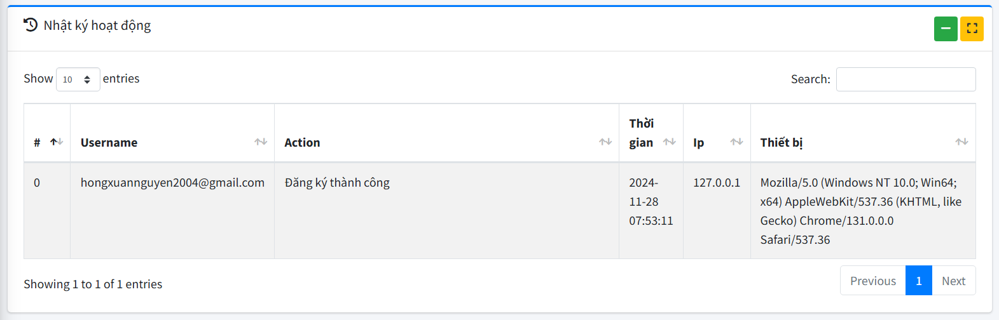 Nhật ký hoạt động
Show 10 entries
Search:
# Username Action Thời gian Ip Thiết bị
0 hongxuannguyen2004@gmail.com Đăng ký thành công 2024- 127.0.0.1 Mozilla/5.0 (Windows NT 10.0; Win64;
11-28 x64) AppleWebKit/537.36 (KHTML, like
07:53:11 Gecko) Chrome/131.0.0.0
Safari/537.36
Showing 1 to 1 of 1 entries
Previous 1 Next